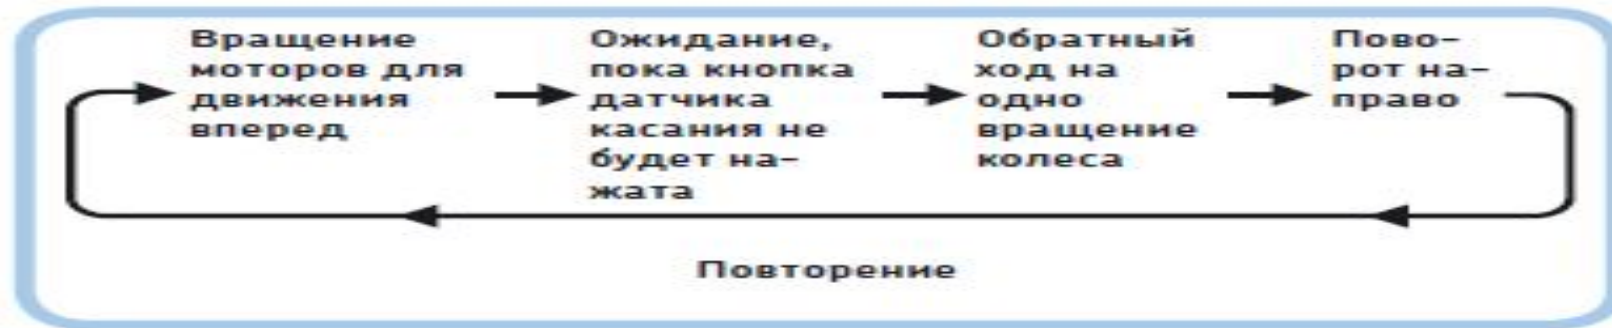 Вращение
моторов для
движения
вперед
Ожидание,
пока кнопка
датчика
касания не
будет на-
жата
Обратный
ход на
одно
вращение
колеса
Пово-
рот на-
право
Повторение